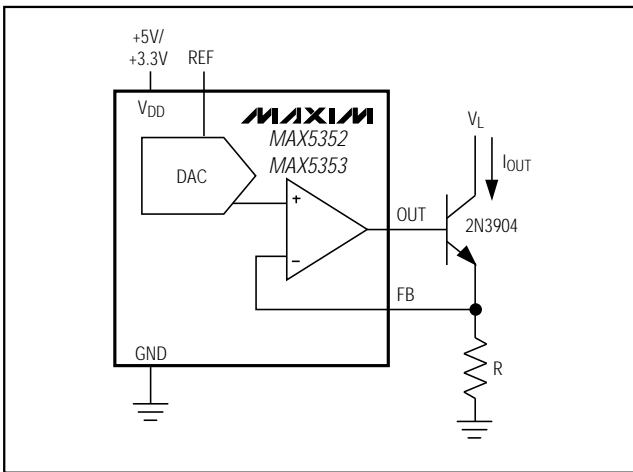 +5V/
+3.3V
REF
VDD
MAXIM
MAX5352
MAX5353
DAC
+
−
OUT
FB
GND
VL
IOUT
2N3904
R